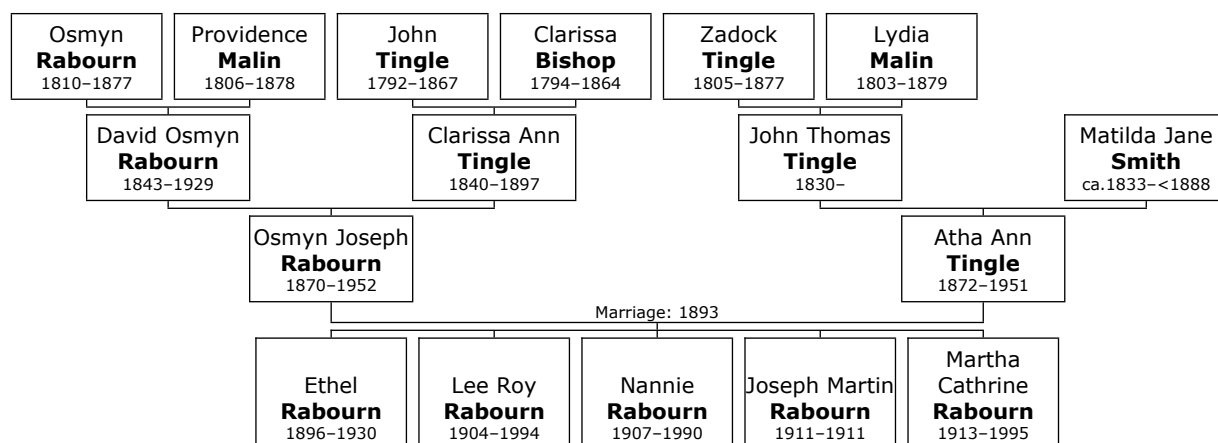 Osmyn
Rabourn
1810–1877
Providence
Malin
1806–1878
John
Tingle
1792–1867
Clarissa
Bishop
1794–1864
Zadock
Tingle
1805–1877
Lydia
Malin
1803–1879
David Osmyn
Rabourn
1843–1929
Clarissa Ann
Tingle
1840–1897
John Thomas
Tingle
1830–
Matilda Jane
Smith
ca.1833–<1888
Osmyn Joseph
Rabourn
1870–1952
Atha Ann
Tingle
1872–1951
Marriage: 1893
Ethel
Rabourn
1896–1930
Lee Roy
Rabourn
1904–1994
Nannie
Rabourn
1907–1990
Joseph Martin
Rabourn
1911–1911
Martha
Cathrine
Rabourn
1913–1995